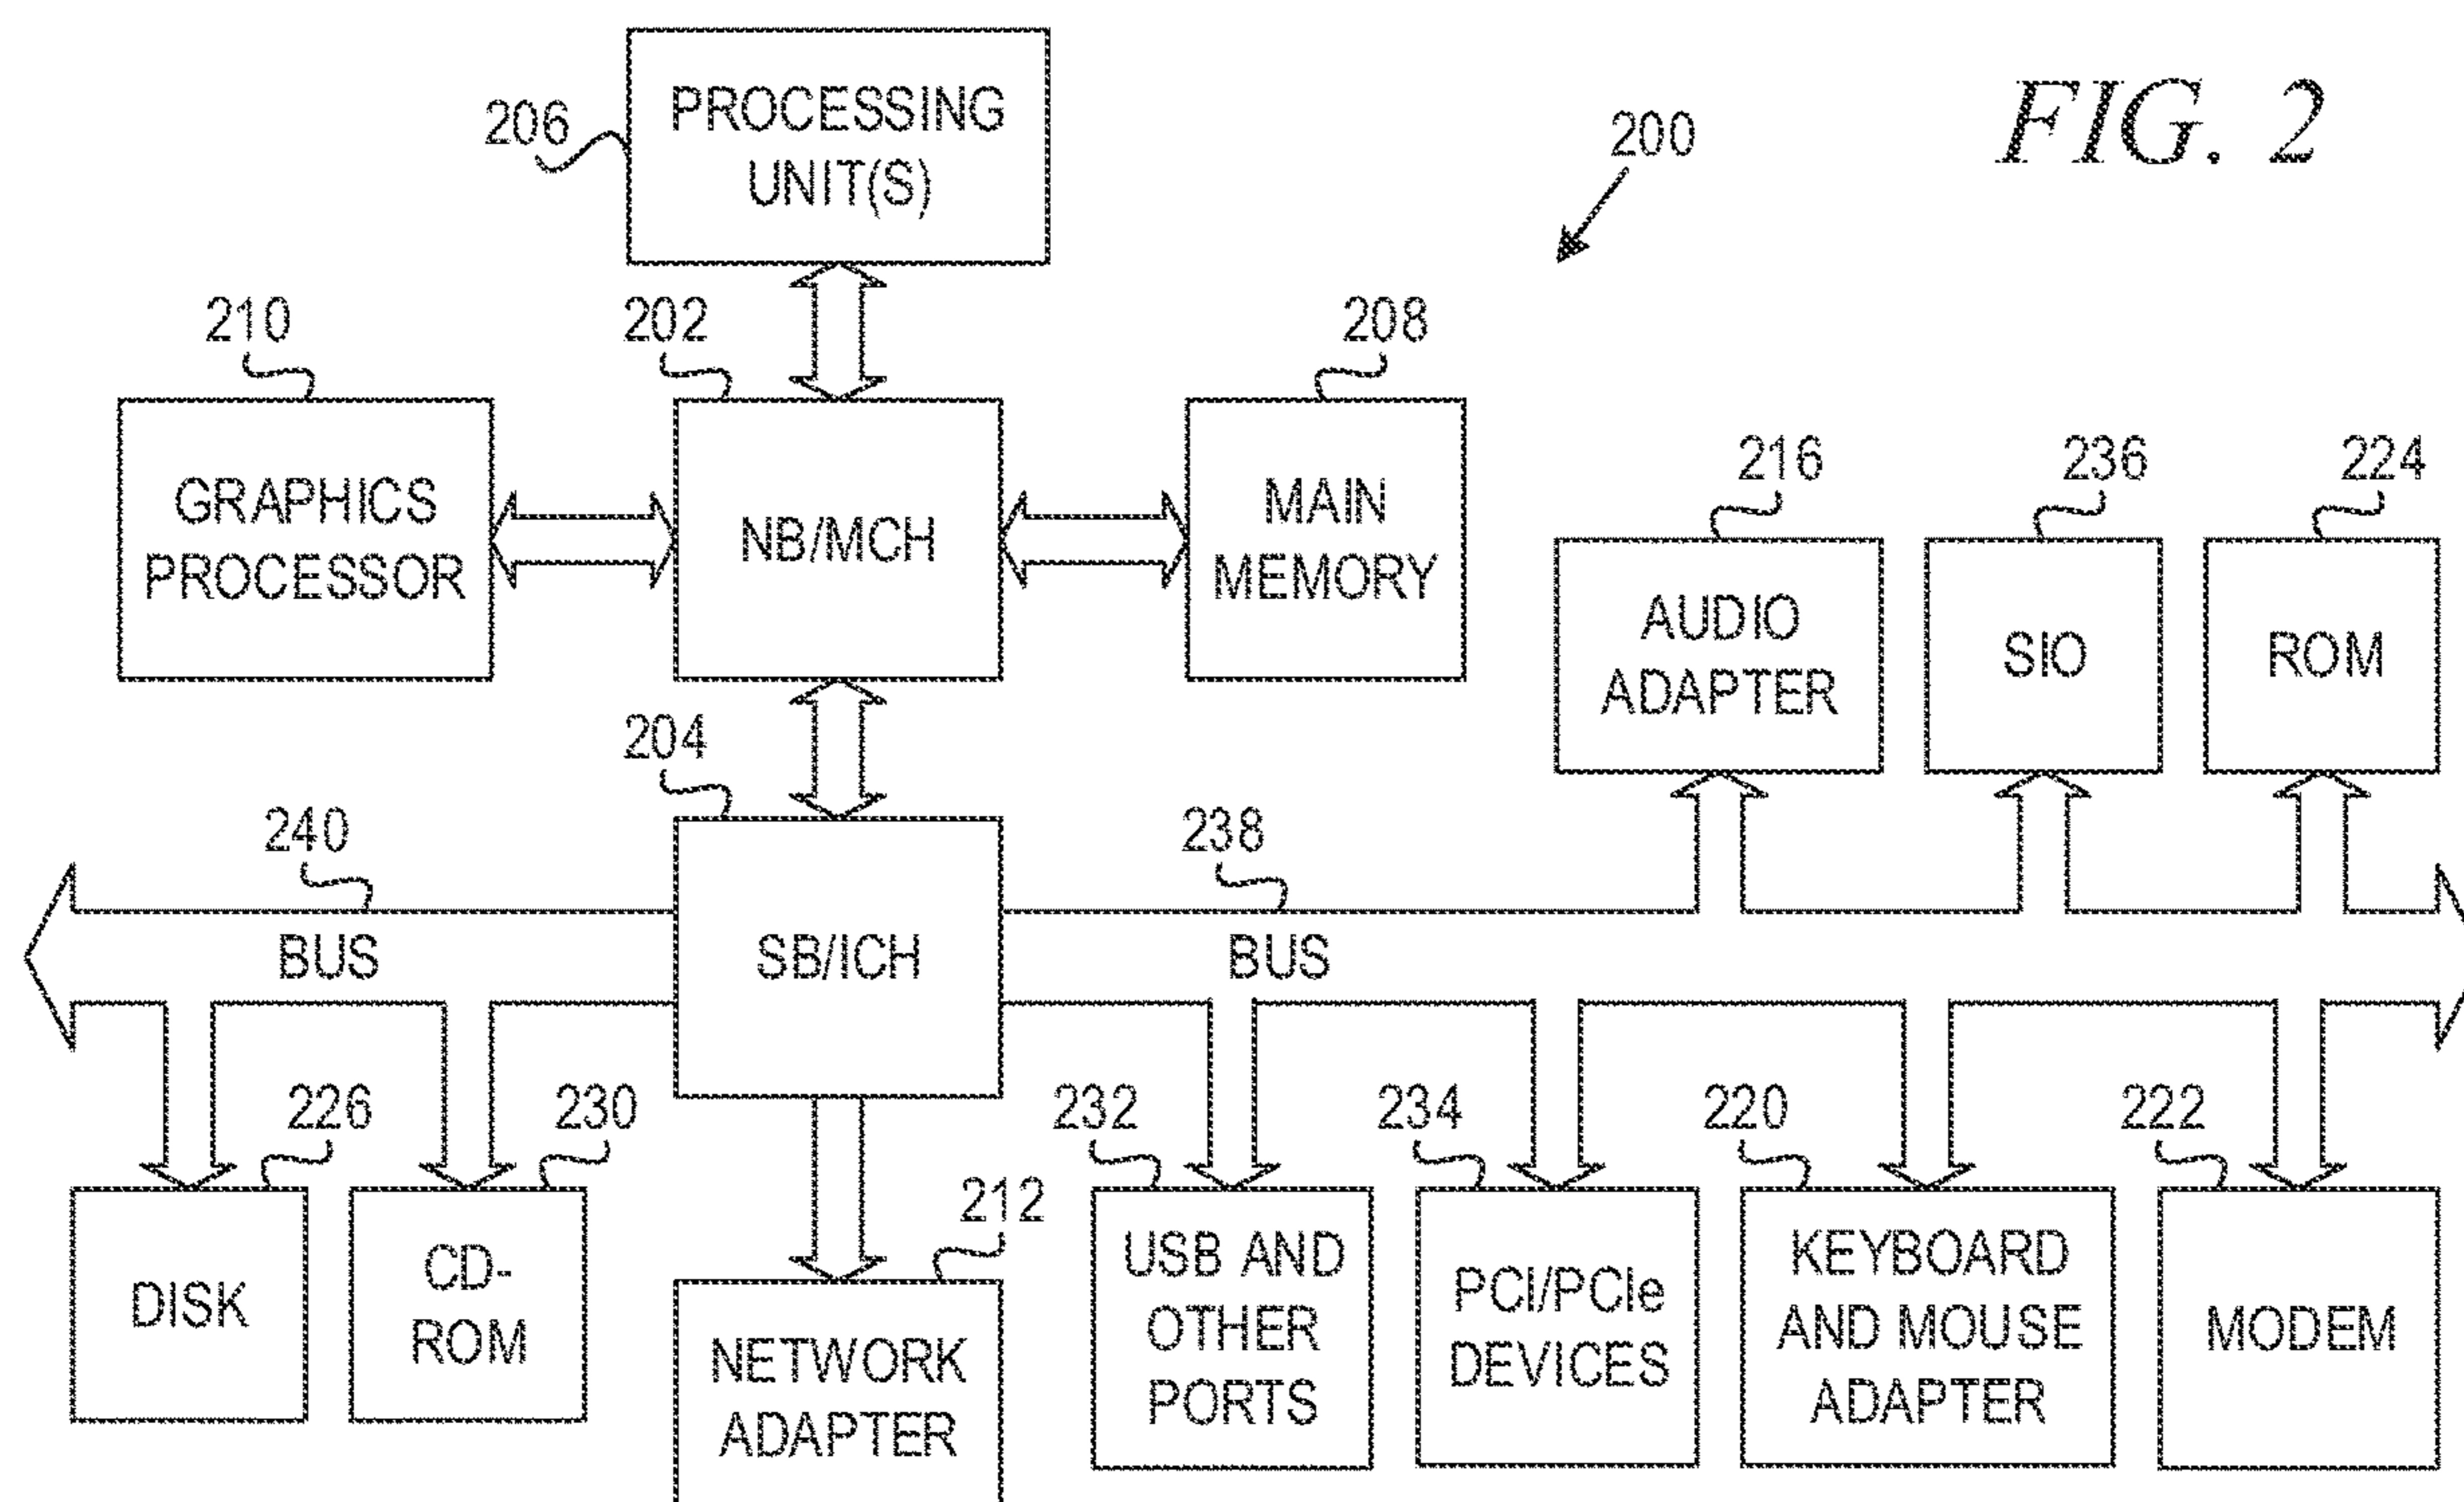 FIG. 2
200
206
PROCESSING
UNIT(S)
210
202
208
GRAPHICS
PROCESSOR
NB/MCH
MAIN
MEMORY
216
236
224
AUDIO
ADAPTER
SIO
ROM
204
240
238
BUS
SB/ICH
BUS
226
230
232
234
220
222
212
DISK
CD-
ROM
NETWORK
ADAPTER
USB AND
OTHER
PORTS
PCI/PCIe
DEVICES
KEYBOARD
AND MOUSE
ADAPTER
MODEM